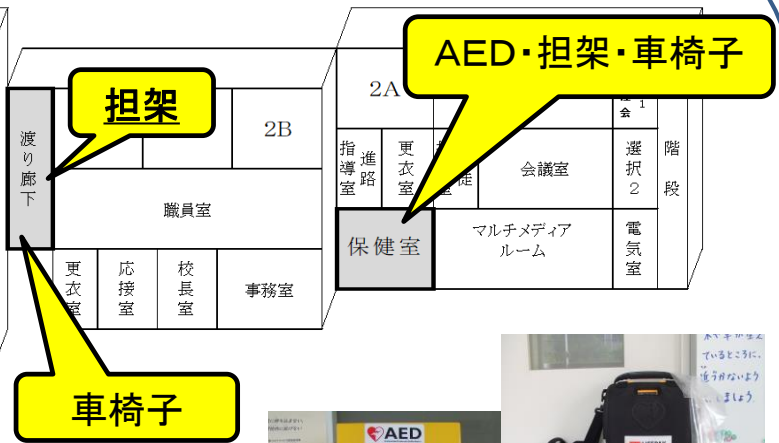 AED・担架・車椅子
担架
2A
2B
会
1
渡り廊下
職員室
進路
指導室
更衣室
徒
室
会議室
選択2
階段
保健室
マルチメディア
ルーム
電気室
更衣室
応接室
校長室
事務室
車椅子
AED
ているところに、
ましょう